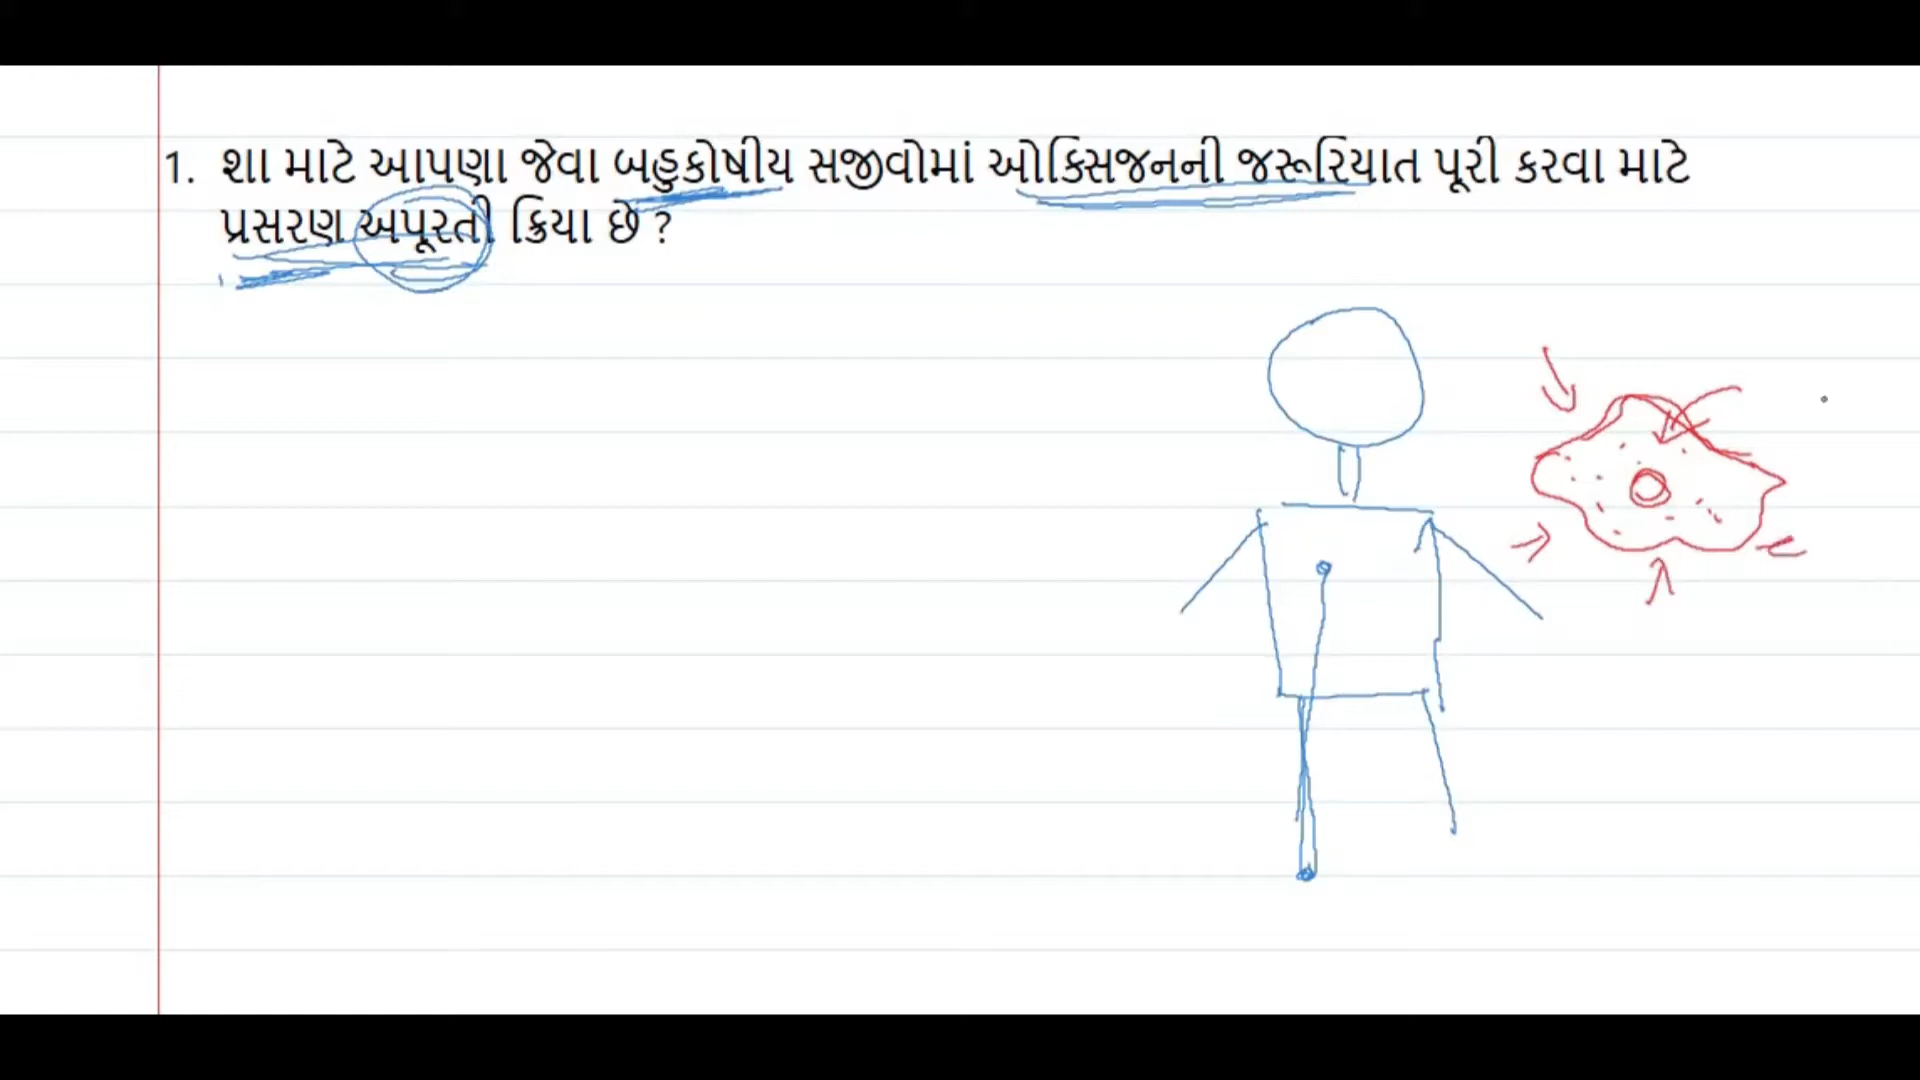 1. શા માટે આપણા જેવા બહુકોષીય સજીવોમાં ઓક્સિજનની જરૂરિયાત પૂરી કરવા માટે
પ્રસરણ અપૂરતી ક્રિયા છે ?